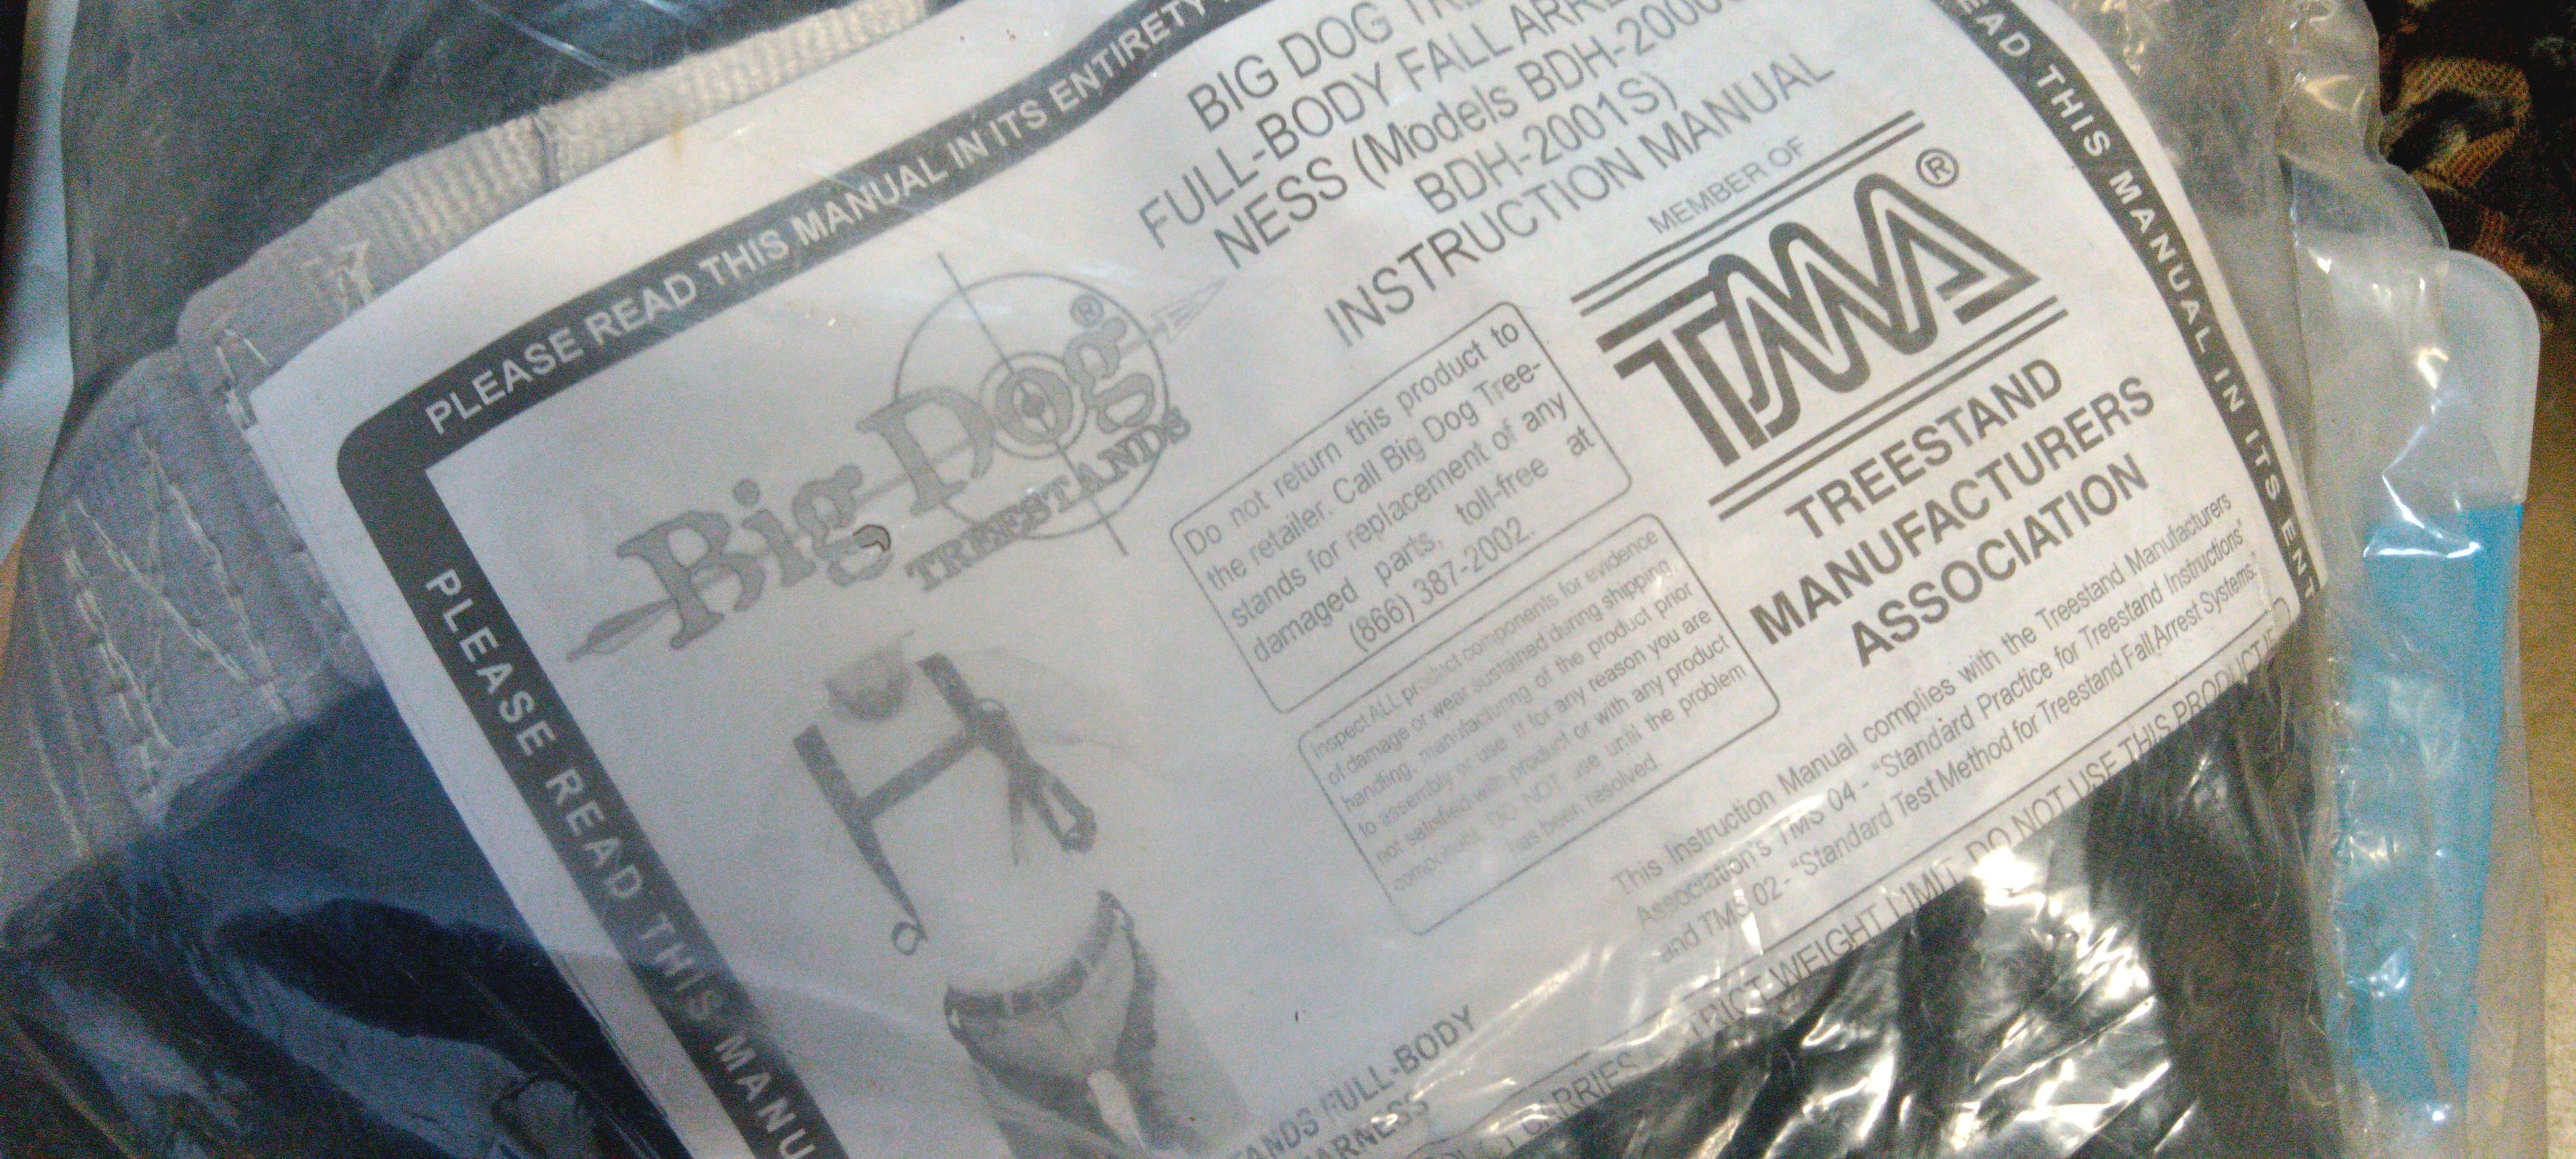 PLEASE READ THIS MANUAL IN ITS ENTIRETY
BIG DOG
FULL-BODY FALL
NESS (Models
BDH-2001S)
INSTRUCTION MANUAL
Big Dog®
TREESTANDS
MEMBER OF
TMA®
TREESTAND
MANUFACTURERS
ASSOCIATION
Do not return this product to
the retailer. Call Big Dog Tree-
stands for replacement of any
damaged parts, toll-free at
(866) 387-2002.
Inspect ALL product components for evidence
of damage or wear sustained during shipping,
handling, manufacturing of the product prior
to assembly or use. If for any reason you are
not satisfied with product or with any product
component, DO NOT use until the problem
has been resolved.
This Instruction Manual complies with the Treestand Manufacturers
Association's TMS 04 - "Standard Practice for Treestand Instructions"
and TMS 02 - "Standard Test Method for Treestand Fall Arrest Systems."
CARRIES WEIGHT LIMIT. DO NOT USE THIS PRODUCT
FULL-BODY
PLEASE READ THIS
THIS MANUAL IN ITS